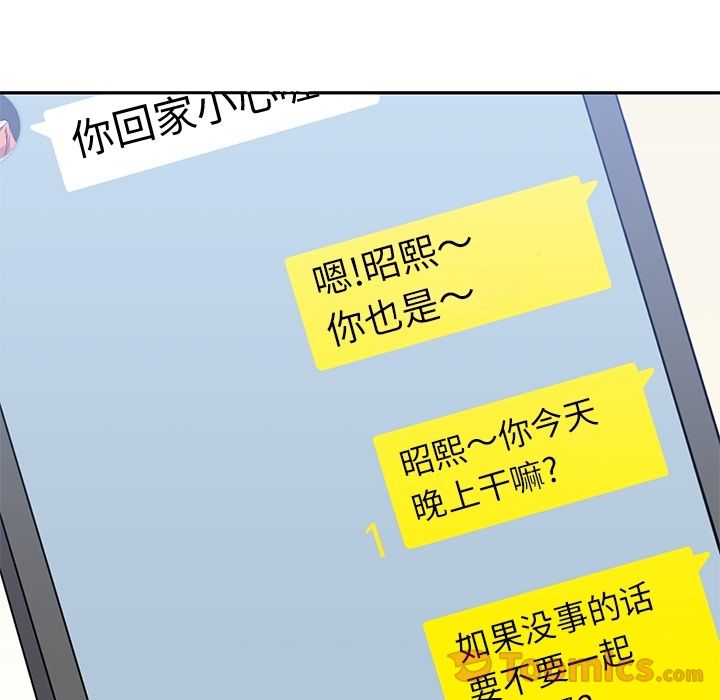 你回家小心喔
嗯!昭熙～
你也是～
昭熙～你今天
晚上干嘛?
1
如果没事的话
要不要一起
Toomics.com